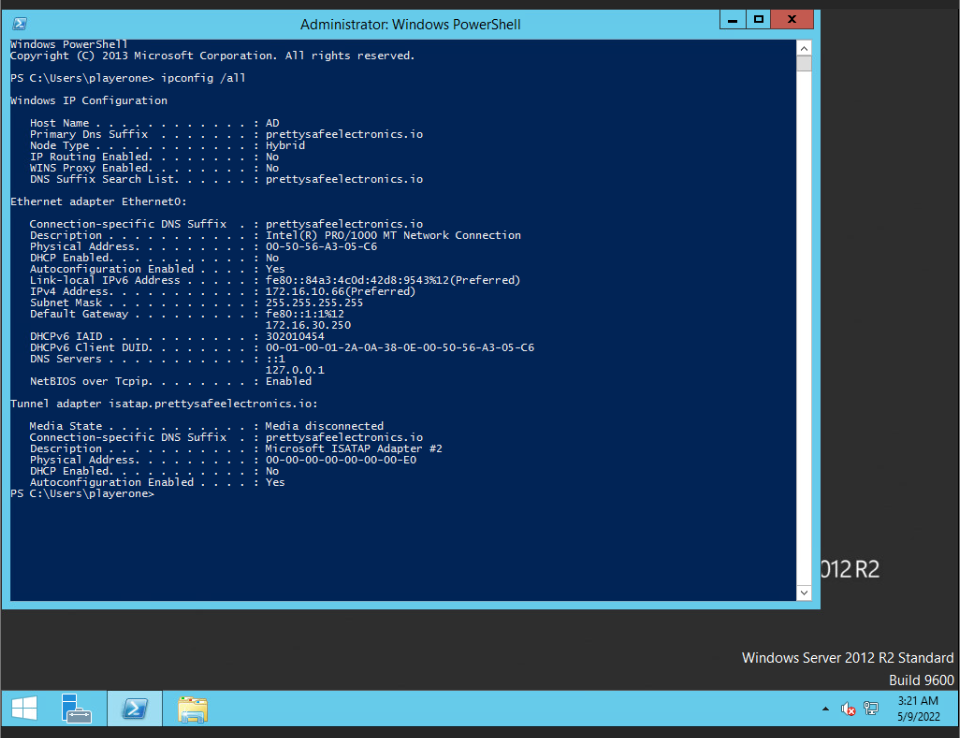 Administrator: Windows PowerShell
Windows PowerShell
Copyright (C) 2013 Microsoft Corporation. All rights reserved.
PS C:\Users\playerone> ipconfig /all
Windows IP Configuration
Host Name . . . . . . . . . . . . : AD
Primary Dns Suffix . . . . . . . : prettysafeelectronics.io
Node Type . . . . . . . . . . . . : Hybrid
IP Routing Enabled. . . . . . . . : No
WINS Proxy Enabled. . . . . . . . : No
DNS Suffix Search List. . . . . . : prettysafeelectronics.io
Ethernet adapter Ethernet0:
Connection-specific DNS Suffix . : prettysafeelectronics.io
Description . . . . . . . . . . . : Intel(R) PRO/1000 MT Network Connection
Physical Address. . . . . . . . . : 00-50-56-A3-05-C6
DHCP Enabled. . . . . . . . . . . : No
Autoconfiguration Enabled . . . . : Yes
Link-local IPv6 Address . . . . . : fe80::84a3:4c0d:42d8:9543%12(Preferred)
IPv4 Address. . . . . . . . . . . : 172.16.10.66(Preferred)
Subnet Mask . . . . . . . . . . . : 255.255.255.255
Default Gateway . . . . . . . . . : fe80::1:1%12
172.16.30.250
DHCPv6 IAID . . . . . . . . . . . : 302010454
DHCPv6 Client DUID. . . . . . . . : 00-01-00-01-2A-0A-38-0E-00-50-56-A3-05-C6
DNS Servers . . . . . . . . . . . : ::1
127.0.0.1
NetBIOS over Tcpip. . . . . . . . : Enabled
Tunnel adapter isatap.prettysafeelectronics.io:
Media State . . . . . . . . . . . : Media disconnected
Connection-specific DNS Suffix . : prettysafeelectronics.io
Description . . . . . . . . . . . : Microsoft ISATAP Adapter #2
Physical Address. . . . . . . . . : 00-00-00-00-00-00-00-E0
DHCP Enabled. . . . . . . . . . . : No
Autoconfiguration Enabled . . . . : Yes
PS C:\Users\playerone>
012 R2
Windows Server 2012 R2 Standard
Build 9600
3:21 AM
5/9/2022